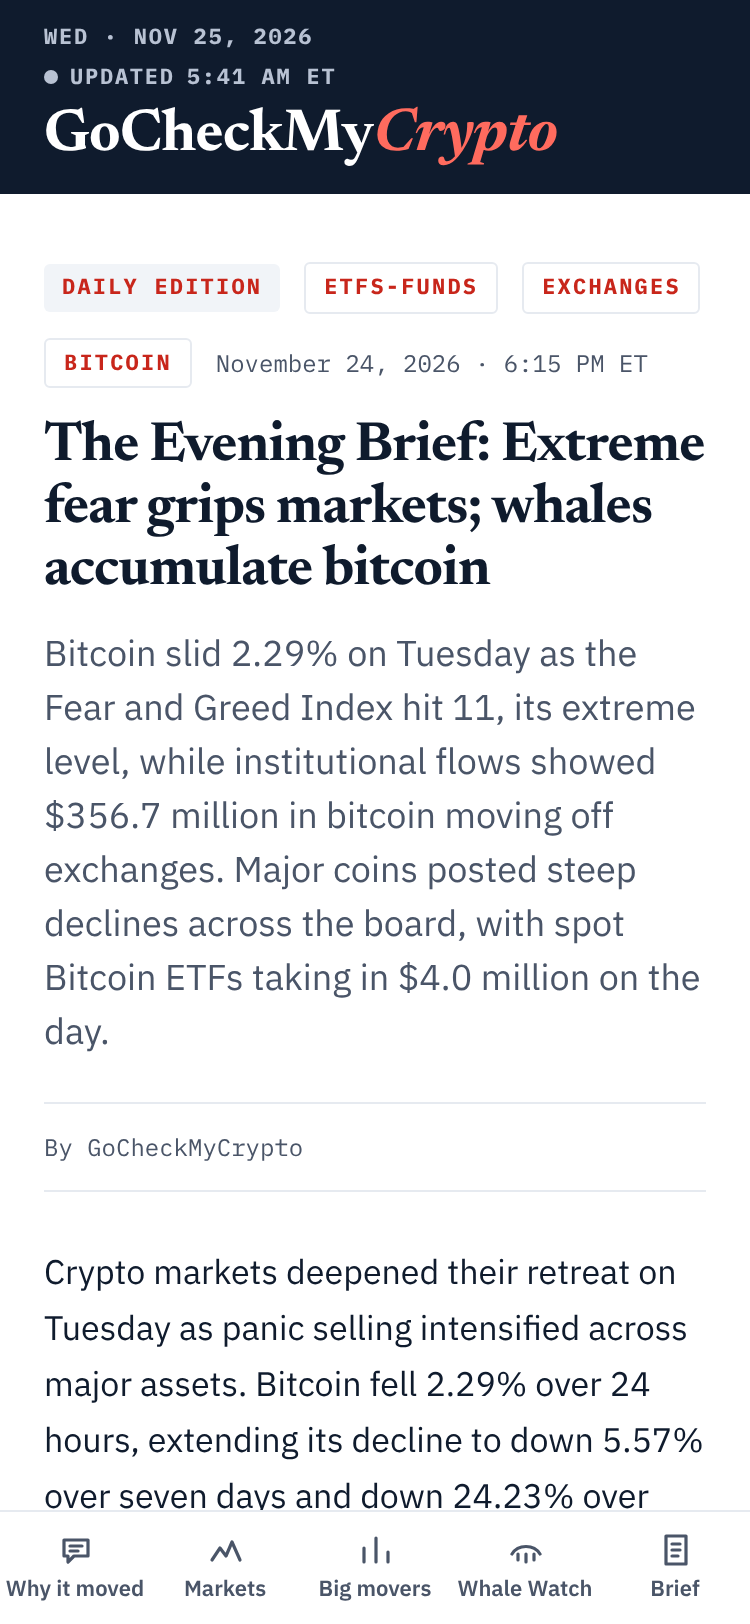 WED · NOV 25, 2026
UPDATED 5:41 AM ET
GoCheckMyCrypto
DAILY EDITION
ETFS-FUNDS
EXCHANGES
BITCOIN
November 24, 2026 · 6:15 PM ET
The Evening Brief: Extreme
fear grips markets; whales
accumulate bitcoin
Bitcoin slid 2.29% on Tuesday as the
Fear and Greed Index hit 11, its extreme
level, while institutional flows showed
$356.7 million in bitcoin moving off
exchanges. Major coins posted steep
declines across the board, with spot
Bitcoin ETFs taking in $4.0 million on the
day.
By GoCheckMyCrypto
Crypto markets deepened their retreat on
Tuesday as panic selling intensified across
major assets. Bitcoin fell 2.29% over 24
hours, extending its decline to down 5.57%
over seven days and down 24.23% over
Why it moved
Markets
Big movers
Whale Watch
Brief